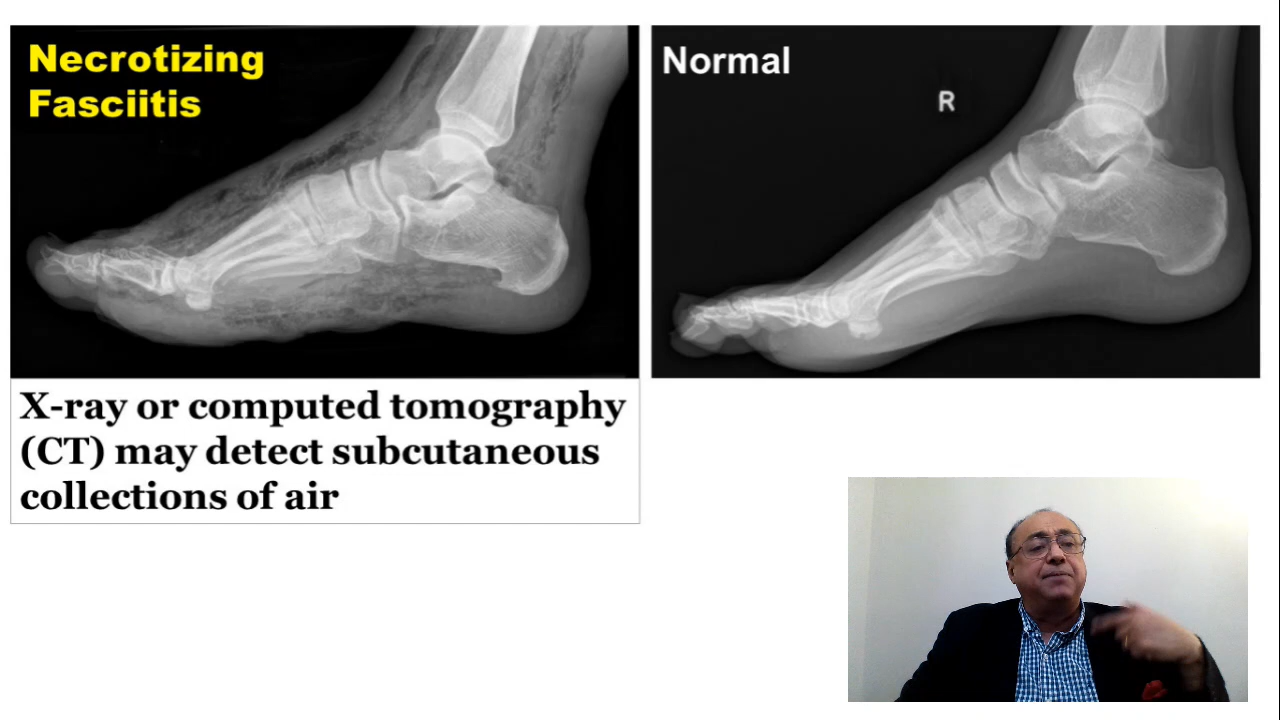 Necrotizing
Fasciitis
Normal
R
X-ray or computed tomography
(CT) may detect subcutaneous
collections of air